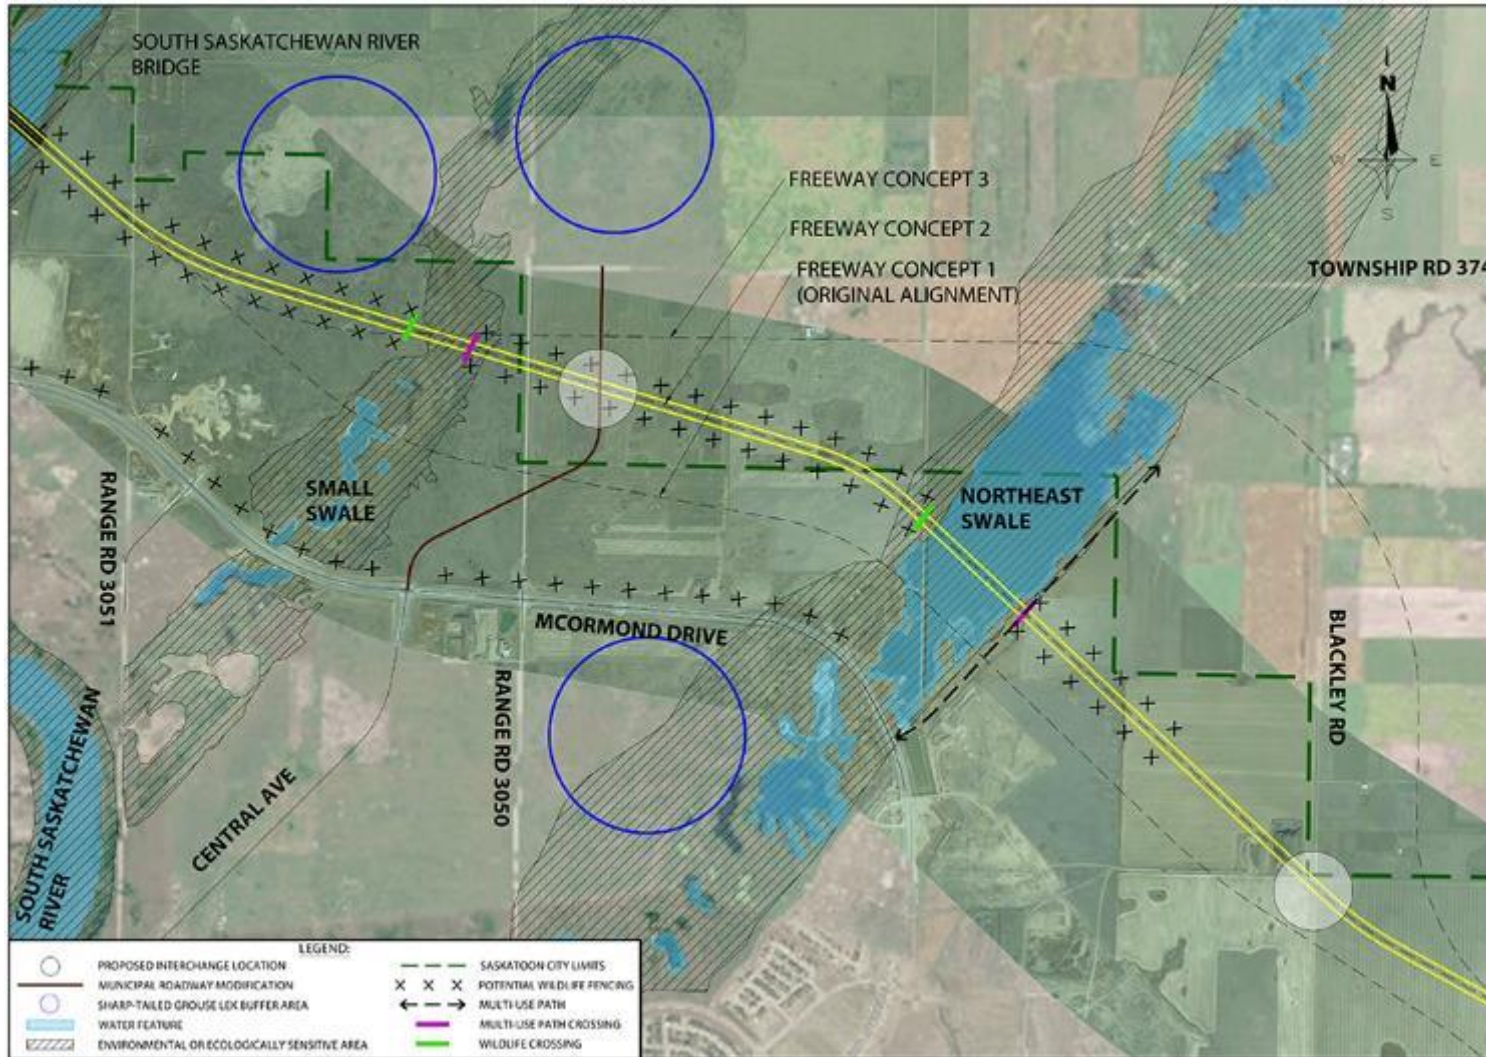 SOUTH SASKATCHEWAN RIVER
BRIDGE
N
W
E
S
FREEWAY CONCEPT 3
FREEWAY CONCEPT 2
FREEWAY CONCEPT 1
(ORIGINAL ALIGNMENT)
TOWNSHIP RD 374
SMALL
SWALE
NORTHEAST
SWALE
RANGE RD 3051
MCORMOND DRIVE
BLACKLEY RD
RANGE RD 3050
CENTRAL AVE
SOUTH SASKATCHEWAN
RIVER
LEGEND:
PROPOSED INTERCHANGE LOCATION
MUNICIPAL ROADWAY MODIFICATION
SHARP-TAILED GROUSE LEK BUFFER AREA
WATER FEATURE
ENVIRONMENTAL OR ECOLOGICALLY SENSITIVE AREA
SASKATOON CITY LIMITS
POTENTIAL WILDLIFE FENCING
MULTI-USE PATH
MULTI-USE PATH CROSSING
WILDLIFE CROSSING